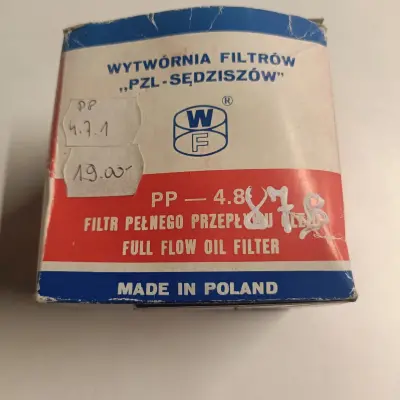 WYTWÓRNIA FILTRÓW
„PZL-SĘDZISZÓW”
W
F
®
PP
4.7.1
19.00-
PP — 4.8
FILTR PEŁNEGO
FULL FLOW OIL FILTER
MADE IN POLAND